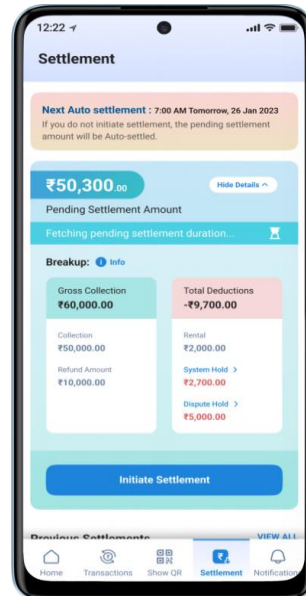 12:22
Settlement
Next Auto settlement : 7:00 AM Tomorrow, 26 Jan 2023
If you do not initiate settlement, the pending settlement
amount will be Auto-settled.
₹50,300.00
Hide Details
Pending Settlement Amount
Fetching pending settlement duration...
Breakup: i Info
Gross Collection
₹60,000.00
Collection
₹50,000.00
Refund Amount
₹10,000.00
Total Deductions
-₹9,700.00
Rental
₹2,000.00
System Hold >
₹2,700.00
Dispute Hold >
₹5,000.00
Initiate Settlement
Previous Settlements
VIEW ALL
Home
Transactions
Show QR
Settlement
Notification